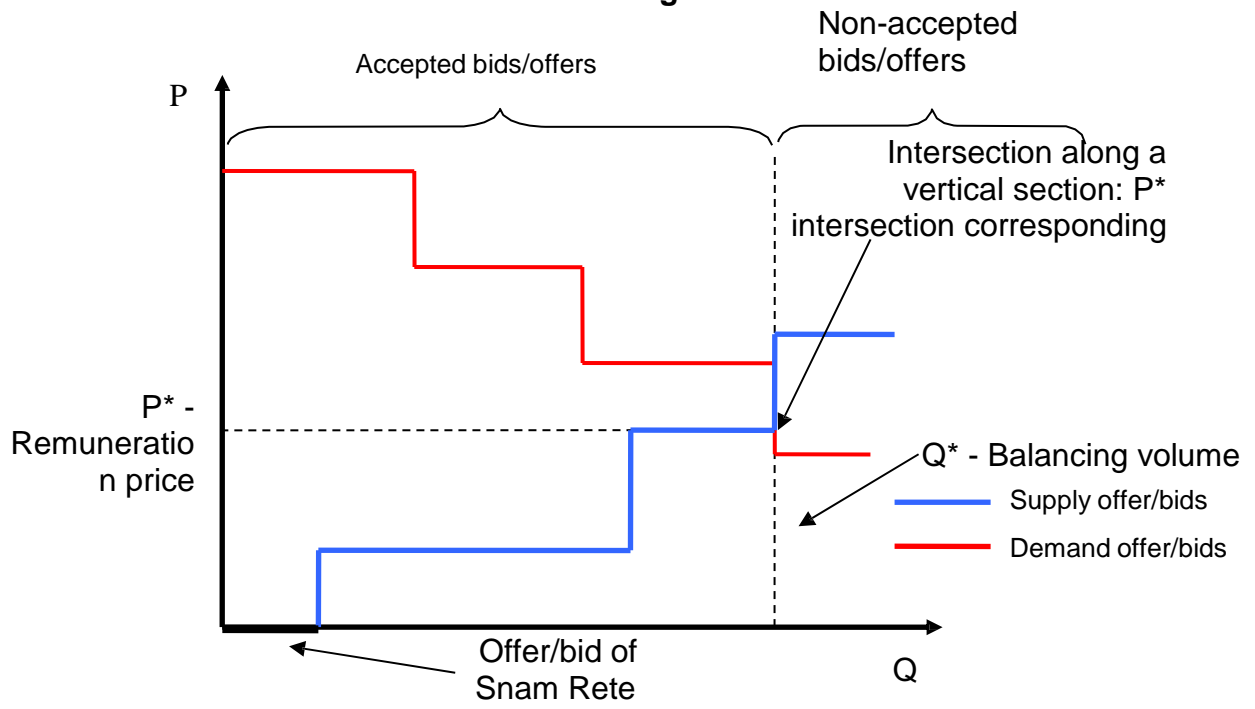 Non-accepted
bids/offers
Accepted bids/offers
P
Intersection along a
vertical section: P*
intersection corresponding
P* -
Remuneratio
n price
Q* - Balancing volume
Supply offer/bids
Demand offer/bids
Offer/bid of
Snam Rete
Q